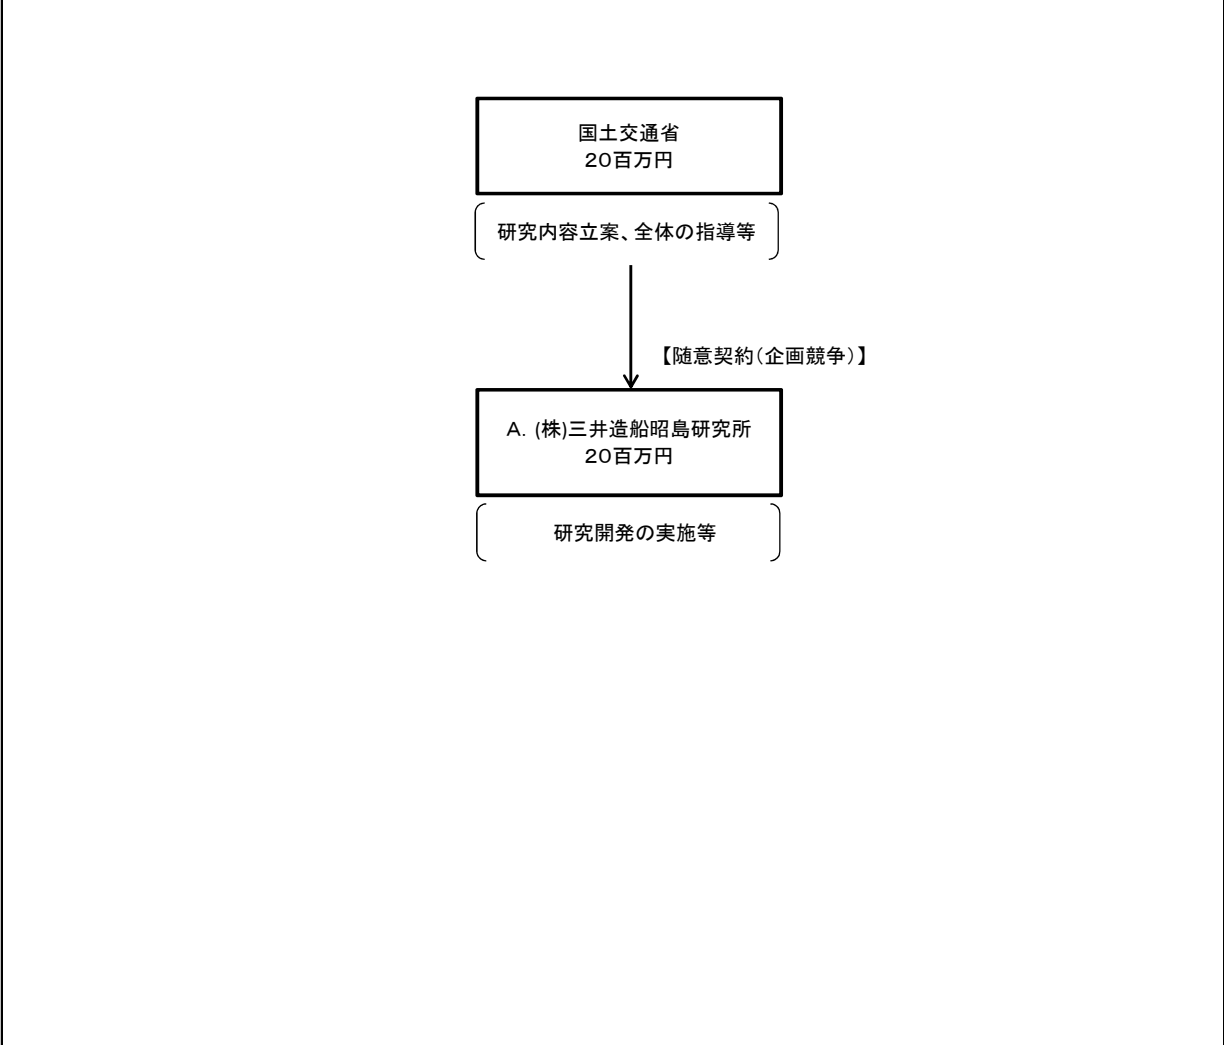 国土交通省
２０百万円
研究内容立案、全体の指導等
【随意契約（企画競争）】
Ａ．(株)三井造船昭島研究所
２０百万円
研究開発の実施等